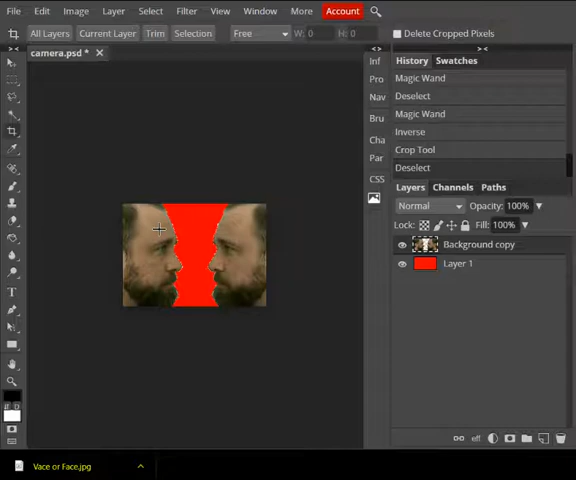 File Edit Image Layer Select Filter View Window More Account
All Layers Current Layer Trim Selection Free W: 0 H: 0 Delete Cropped Pixels
camera.psd *
Inf
Pro
Nav
Bru
Cha
Par
CSS
History Swatches
Magic Wand
Deselect
Magic Wand
Inverse
Crop Tool
Deselect
Layers Channels Paths
Normal Opacity: 100%
Lock: Fill: 100%
Background copy
Layer 1
eff
T
D
Vace or Face.jpg